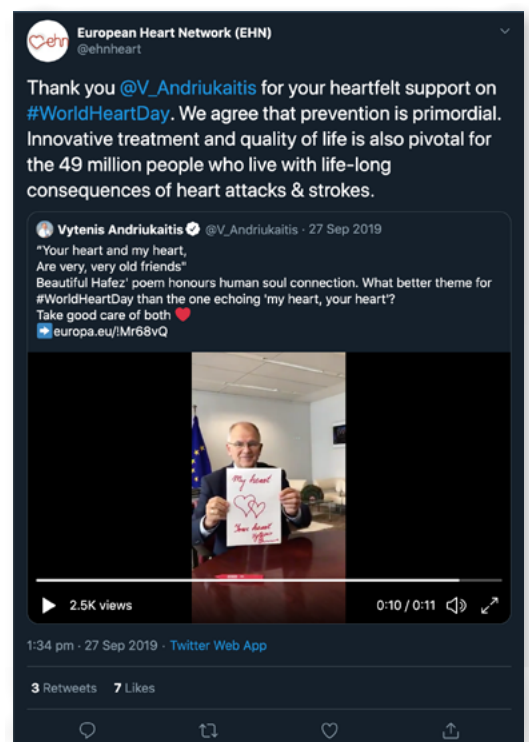 ehn
European Heart Network (EHN)
@ehnheart
Thank you @V_Andriukaitis for your heartfelt support on
#WorldHeartDay. We agree that prevention is primordial.
Innovative treatment and quality of life is also pivotal for
the 49 million people who live with life-long
consequences of heart attacks & strokes.
Vytenis Andriukaitis @V_Andriukaitis · 27 Sep 2019
"Your heart and my heart,
Are very, very old friends"
Beautiful Hafez' poem honours human soul connection. What better theme for
#WorldHeartDay than the one echoing 'my heart, your heart'?
Take good care of both ❤️
➡️europa.eu/!Mr68vQ
My heart
Your heart
2.5K views
0:10 / 0:11
1:34 pm · 27 Sep 2019 · Twitter Web App
3 Retweets 7 Likes